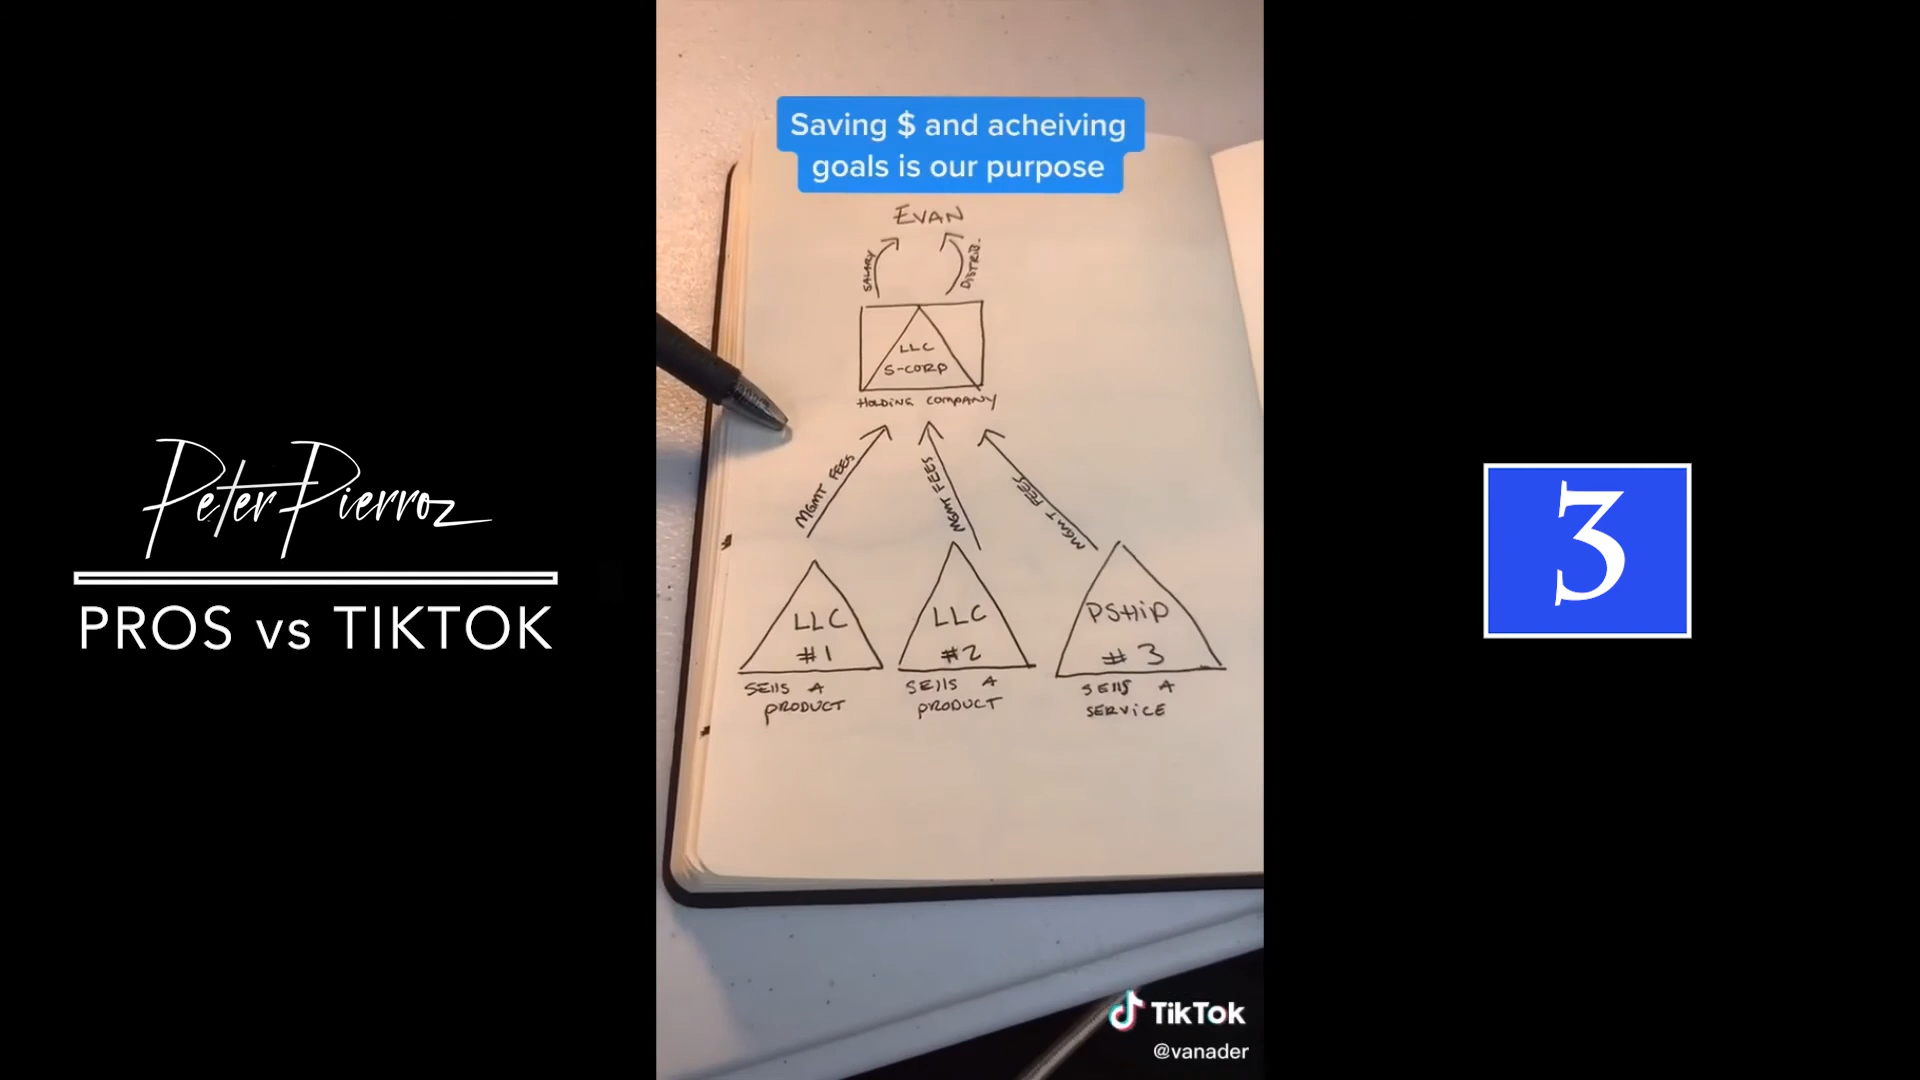 Saving $ and acheiving
goals is our purpose
EVAN
SALARY
DISTRIB.
LLC
S-CORP
HOLDING COMPANY
MGMT FEES
MGMT FEES
MGMT FEES
LLC
#1
SEllS A
PRODUCT
LLC
#2
SEllS A
PRODUCT
PSHiP
#3
SEllS A
SERViCE
Peter Pierroz
PROS vs TIKTOK
3
TikTok
@vanader